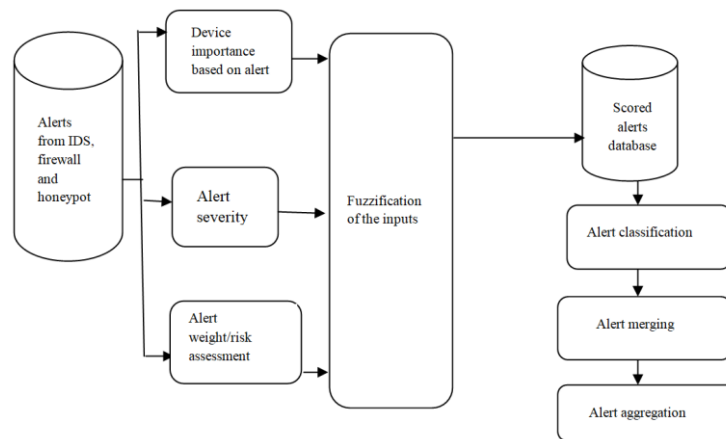 Alerts
from IDS,
firewall
and
honeypot
Device
importance
based on alert
Alert
severity
Alert
weight/risk
assessment
Fuzzification
of the inputs
Scored
alerts
database
Alert classification
Alert merging
Alert aggregation